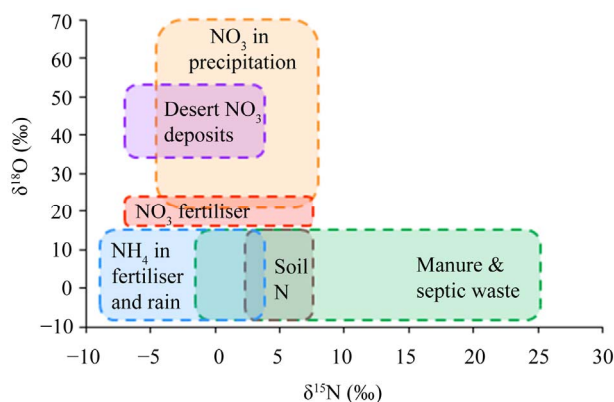 70
60
50
40
30
20
10
0
−10
δ¹⁸O (‰)
NO₃ in
precipitation
Desert NO₃
deposits
NO₃ fertiliser
NH₄ in
fertiliser
and rain
Soil
N
Manure &
septic waste
−10 −5 0 5 10 15 20 25 30
δ¹⁵N (‰)